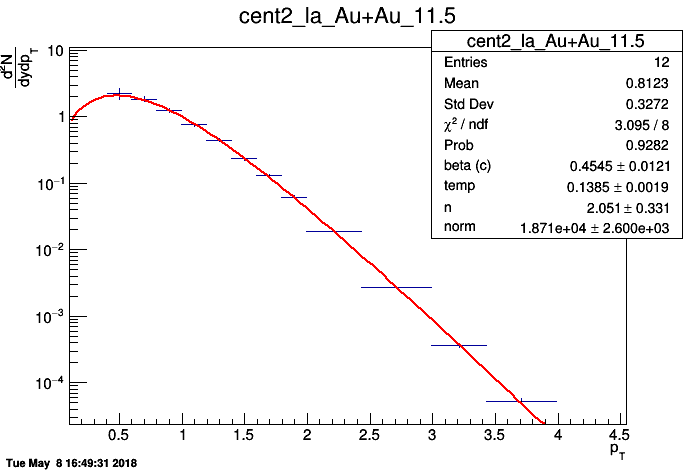 cent2_la_Au+Au_11.5
d²N
dydp_T
cent2_la_Au+Au_11.5
Entries 12
Mean 0.8123
Std Dev 0.3272
χ² / ndf 3.095 / 8
Prob 0.9282
beta (c) 0.4545 ± 0.0121
temp 0.1385 ± 0.0019
n 2.051 ± 0.331
norm 1.871e+04 ± 2.600e+03
10
1
10⁻¹
10⁻²
10⁻³
10⁻⁴
0.5 1 1.5 2 2.5 3 3.5 4 4.5
p_T
Tue May 8 16:49:31 2018